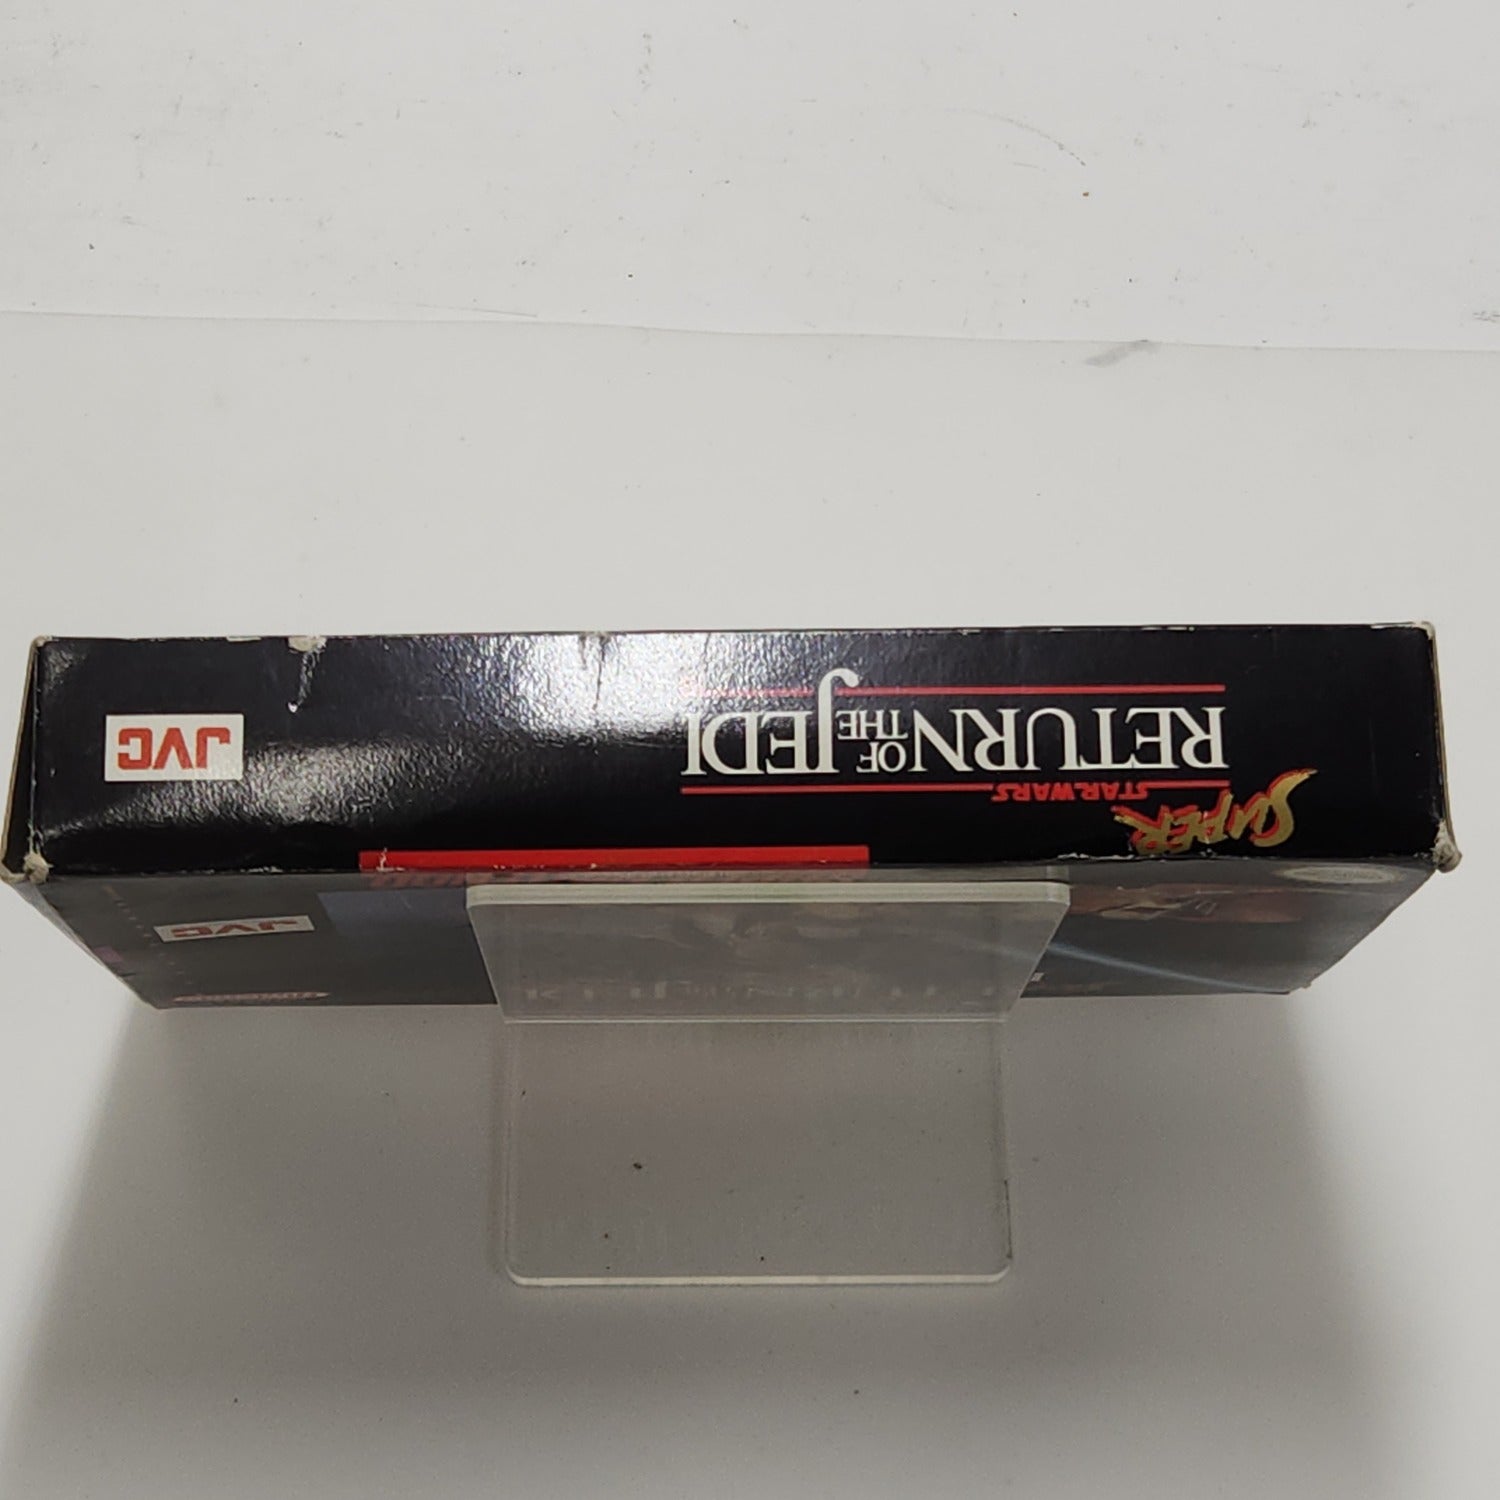 SUPER
STAR WARS
RETURN OF THE JEDI
JVC
JVC